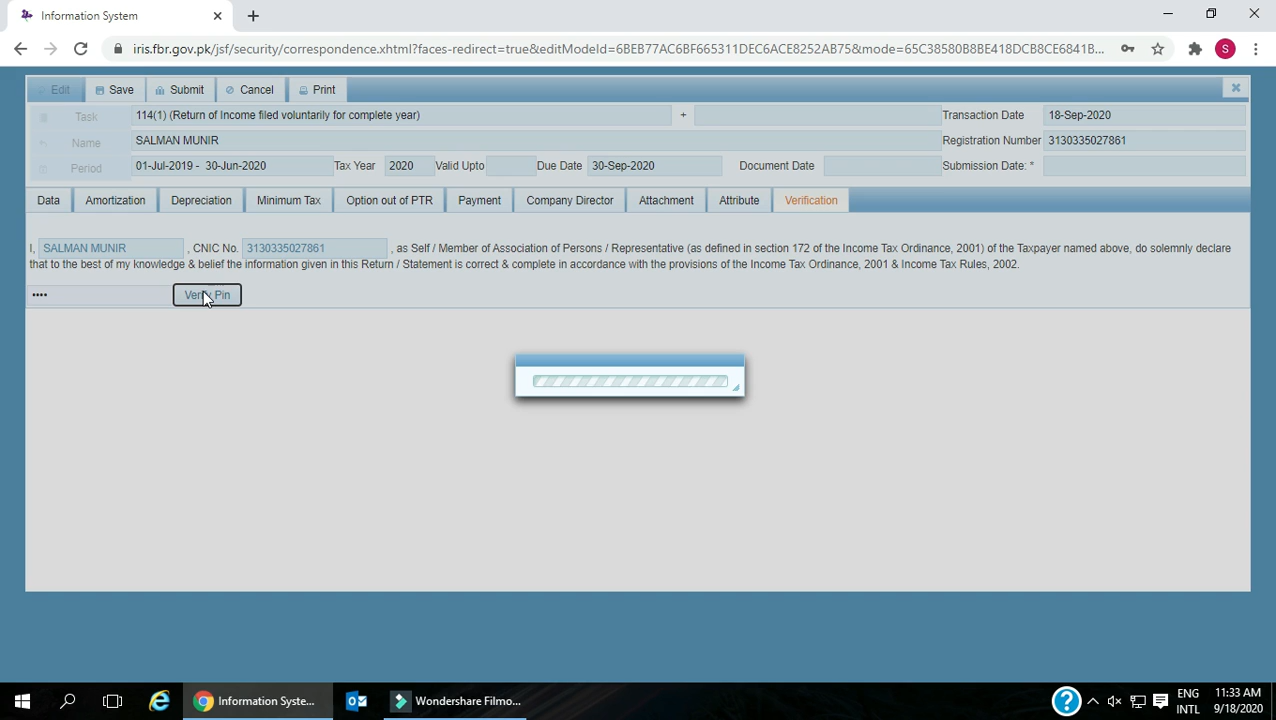 Information System
iris.fbr.gov.pk/jsf/security/correspondence.xhtml?faces-redirect=true&editModeId=6BEB77AC6BF665311DEC6ACE8252AB75&mode=65C38580B8BE418DCB8CE6841B...
S
Edit Save Submit Cancel Print
Task 114(1) (Return of Income filed voluntarily for complete year) + Transaction Date 18-Sep-2020
Name SALMAN MUNIR Registration Number 3130335027861
Period 01-Jul-2019 - 30-Jun-2020 Tax Year 2020 Valid Upto Due Date 30-Sep-2020 Document Date Submission Date: *
Data Amortization Depreciation Minimum Tax Option out of PTR Payment Company Director Attachment Attribute Verification
I, SALMAN MUNIR , CNIC No. 3130335027861 , as Self / Member of Association of Persons / Representative (as defined in section 172 of the Income Tax Ordinance, 2001) of the Taxpayer named above, do solemnly declare
that to the best of my knowledge & belief the information given in this Return / Statement is correct & complete in accordance with the provisions of the Income Tax Ordinance, 2001 & Income Tax Rules, 2002.
•••• Verify Pin
Information Syste... Wondershare Filmo... ENG 11:33 AM
INTL 9/18/2020